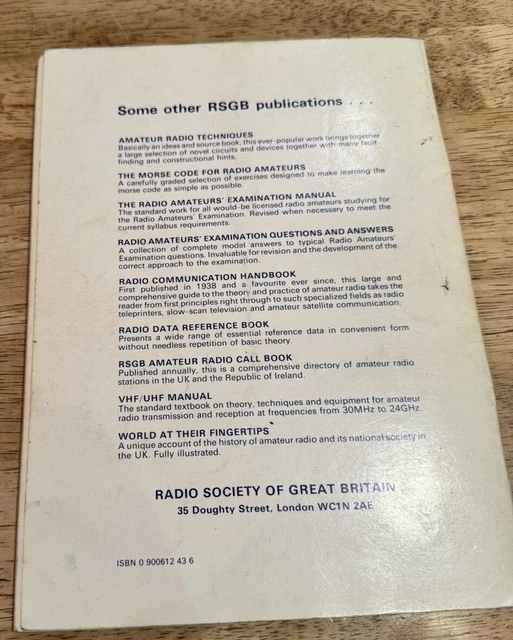 Some other RSGB publications . . .
AMATEUR RADIO TECHNIQUES
Basically an ideas and source book, this ever-popular work brings together
a large selection of novel circuits and devices together with many fault-
finding and constructional hints.
THE MORSE CODE FOR RADIO AMATEURS
A carefully graded selection of exercises designed to make learning the
morse code as simple as possible.
THE RADIO AMATEURS' EXAMINATION MANUAL
The standard work for all would-be licensed radio amateurs studying for
the Radio Amateurs' Examination. Revised when necessary to meet the
current syllabus requirements.
RADIO AMATEURS' EXAMINATION QUESTIONS AND ANSWERS
A collection of complete model answers to typical Radio Amateurs'
Examination questions. Invaluable for revision and the development of the
correct approach to the examination.
RADIO COMMUNICATION HANDBOOK
First published in 1938 and a favourite ever since, this large and
comprehensive guide to the theory and practice of amateur radio takes the
reader from first principles right through to such specialized fields as radio
teleprinters, slow-scan television and amateur satellite communication.
RADIO DATA REFERENCE BOOK
Presents a wide range of essential reference data in convenient form
without needless repetition of basic theory.
RSGB AMATEUR RADIO CALL BOOK
Published annually, this is a comprehensive directory of amateur radio
stations in the UK and the Republic of Ireland.
VHF/UHF MANUAL
The standard textbook on theory, techniques and equipment for amateur
radio transmission and reception at frequencies from 30MHz to 24GHz.
WORLD AT THEIR FINGERTIPS
A unique account of the history of amateur radio and its national society in
the UK. Fully illustrated.
RADIO SOCIETY OF GREAT BRITAIN
35 Doughty Street, London WC1N 2AE
ISBN 0 900612 43 6